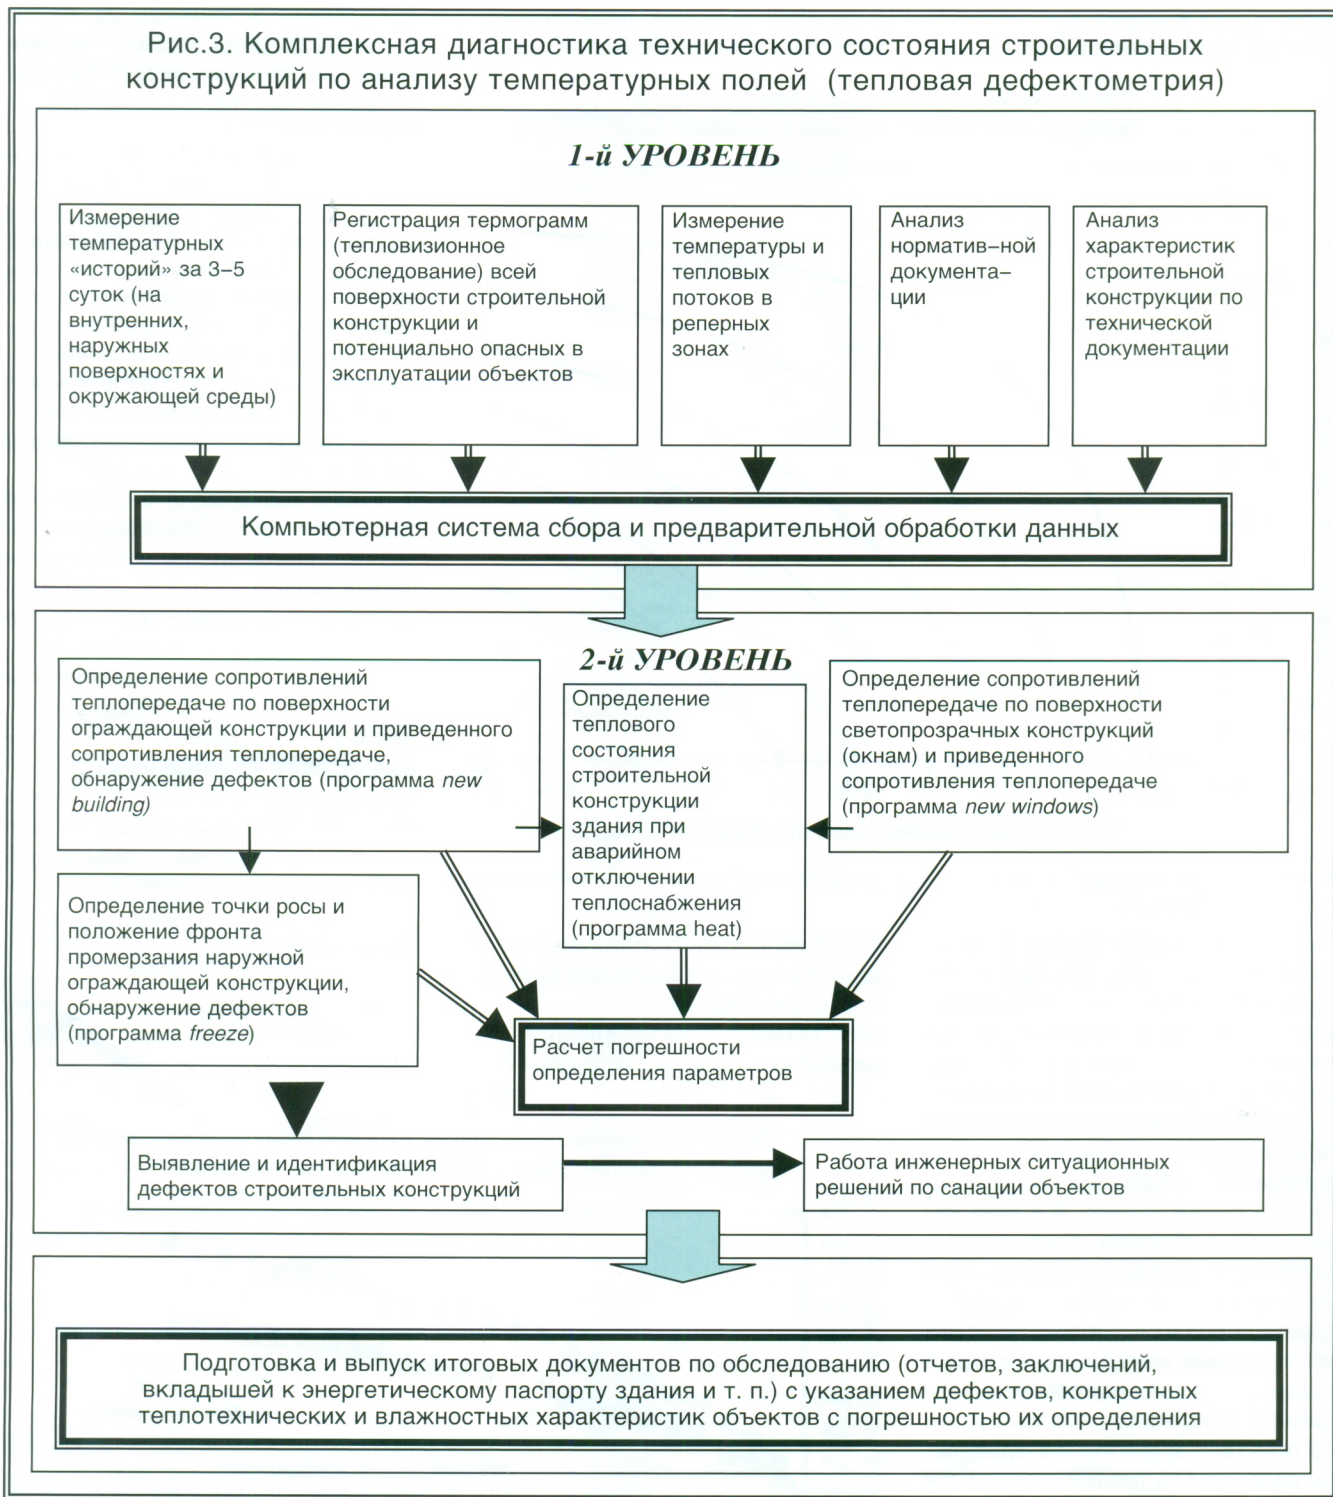 Рис.3. Комплексная диагностика технического состояния строительных
конструкций по анализу температурных полей (тепловая дефектометрия)
1-й УРОВЕНЬ
Измерение
температурных
«историй» за 3–5
суток (на
внутренних,
наружных
поверхностях и
окружающей среды)
Регистрация термограмм
(тепловизионное
обследование) всей
поверхности строительной
конструкции и
потенциально опасных в
эксплуатации объектов
Измерение
температуры и
тепловых
потоков в
реперных
зонах
Анализ
норматив–ной
документа–
ции
Анализ
характеристик
строительной
конструкции по
технической
документации
Компьютерная система сбора и предварительной обработки данных
2-й УРОВЕНЬ
Определение сопротивлений
теплопередаче по поверхности
ограждающей конструкции и приведенного
сопротивления теплопередаче,
обнаружение дефектов (программа new
building)
Определение
теплового
состояния
строительной
конструкции
здания при
аварийном
отключении
теплоснабжения
(программа heat)
Определение сопротивлений
теплопередаче по поверхности
светопрозрачных конструкций
(окнам) и приведенного
сопротивления теплопередаче
(программа new windows)
Определение точки росы и
положение фронта
промерзания наружной
ограждающей конструкции,
обнаружение дефектов
(программа freeze)
Расчет погрешности
определения параметров
Выявление и идентификация
дефектов строительных конструкций
Работа инженерных ситуационных
решений по санации объектов
Подготовка и выпуск итоговых документов по обследованию (отчетов, заключений,
вкладышей к энергетическому паспорту здания и т. п.) с указанием дефектов, конкретных
теплотехнических и влажностных характеристик объектов с погрешностью их определения